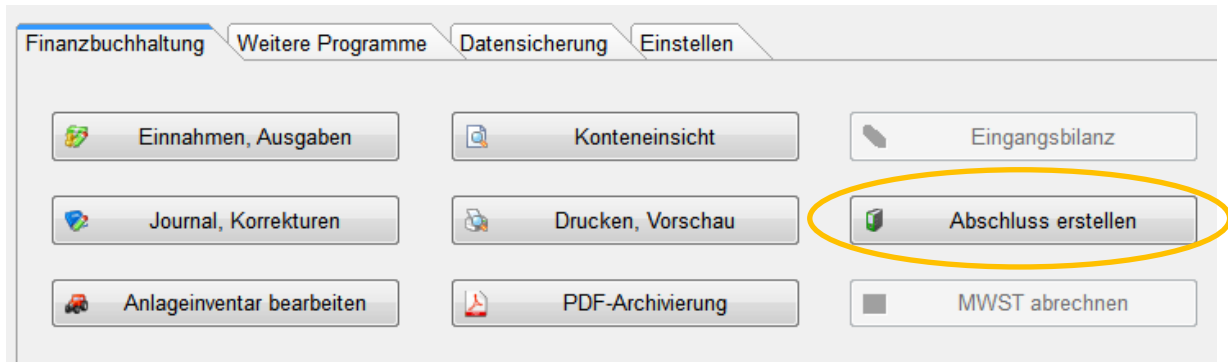 Finanzbuchhaltung Weitere Programme Datensicherung Einstellen
Einnahmen, Ausgaben Konteneinsicht Eingangsbilanz
Journal, Korrekturen Drucken, Vorschau Abschluss erstellen
Anlageinventar bearbeiten PDF-Archivierung MWST abrechnen